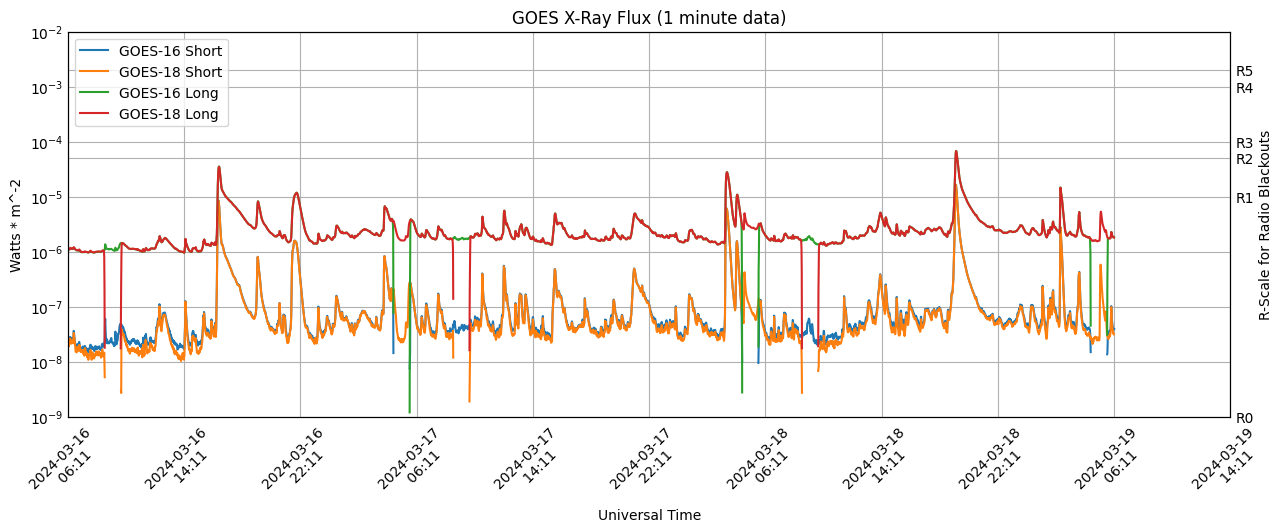 GOES X-Ray Flux (1 minute data)
GOES-16 Short
GOES-18 Short
GOES-16 Long
GOES-18 Long
10^-2
10^-3
10^-4
10^-5
10^-6
10^-7
10^-8
10^-9
Watts * m^-2
R5
R4
R3
R2
R1
R0
R-Scale for Radio Blackouts
2024-03-16
06:11
2024-03-16
14:11
2024-03-16
22:11
2024-03-17
06:11
2024-03-17
14:11
2024-03-17
22:11
2024-03-18
06:11
2024-03-18
14:11
2024-03-18
22:11
2024-03-19
06:11
2024-03-19
14:11
Universal Time